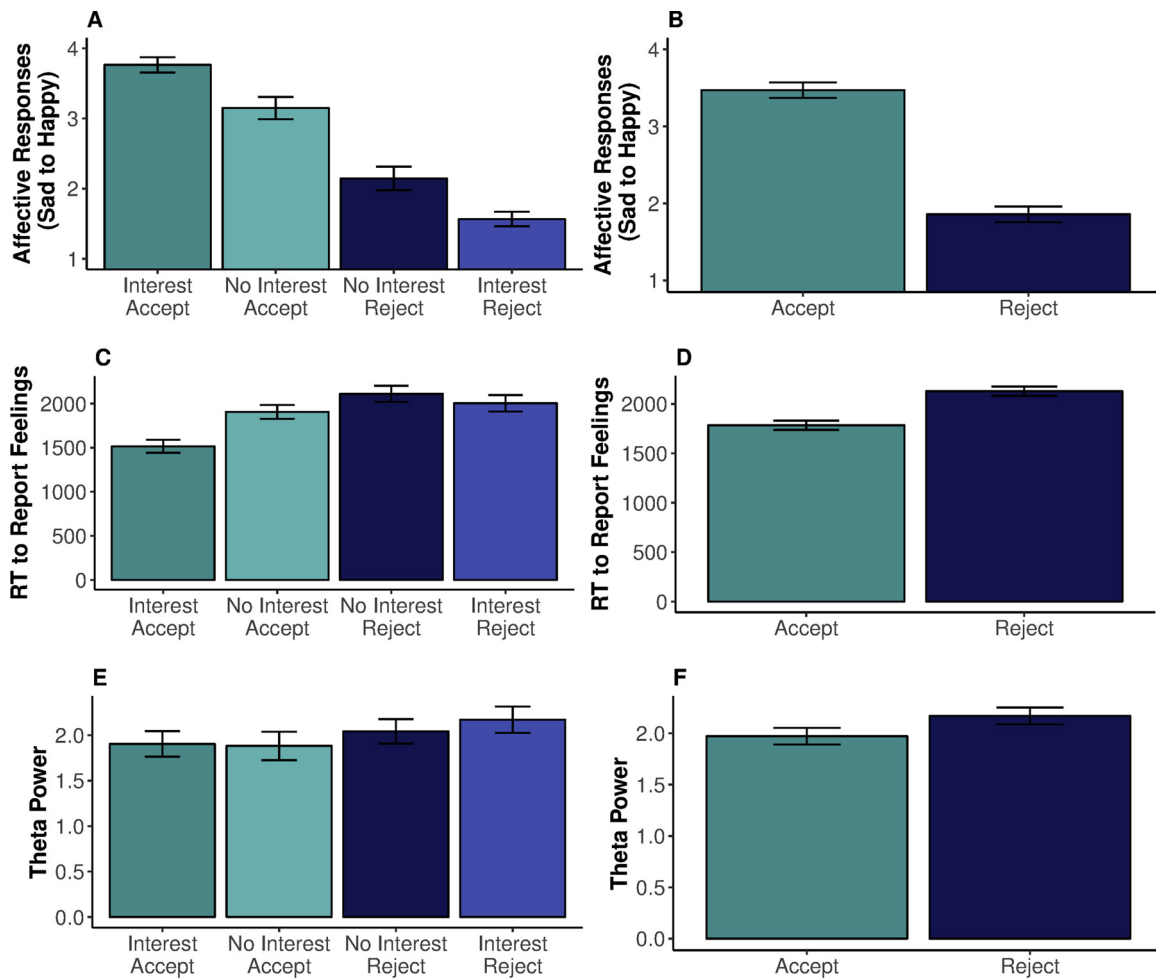 A
Affective Responses
(Sad to Happy)
4
3
2
1
Interest
Accept
No Interest
Accept
No Interest
Reject
Interest
Reject
B
Affective Responses
(Sad to Happy)
4
3
2
1
Accept
Reject
C
RT to Report Feelings
2000
1500
1000
500
0
Interest
Accept
No Interest
Accept
No Interest
Reject
Interest
Reject
D
RT to Report Feelings
2000
1500
1000
500
0
Accept
Reject
E
Theta Power
2.0
1.5
1.0
0.5
0.0
Interest
Accept
No Interest
Accept
No Interest
Reject
Interest
Reject
F
Theta Power
2.0
1.5
1.0
0.5
0.0
Accept
Reject